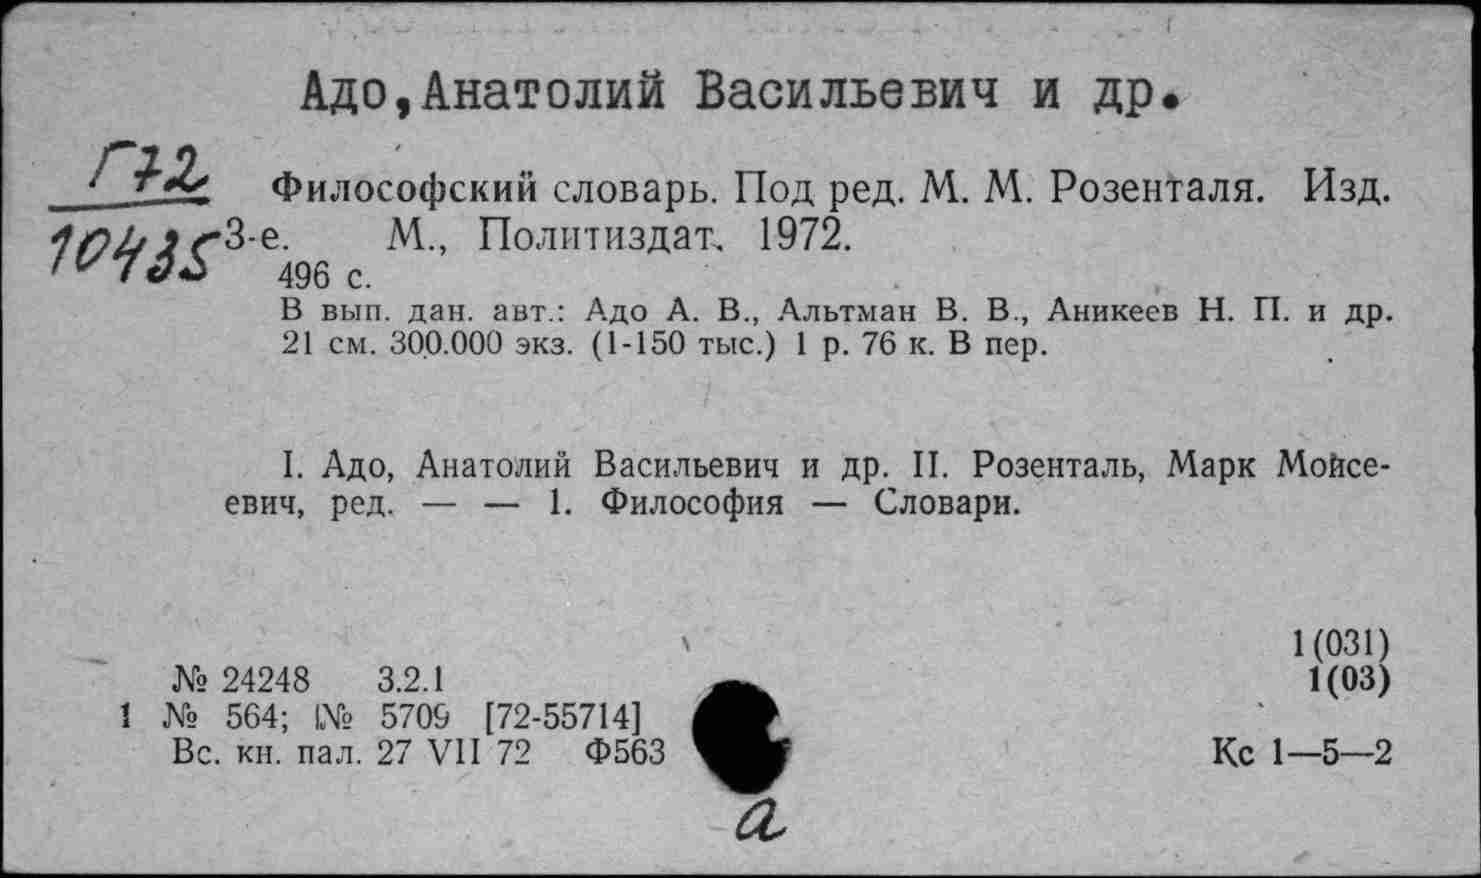 Адо,Анатолий Васильевич и др.
Г72
10435
Философский словарь. Под ред. М. М. Розенталя. Изд.
3-е. М., Политиздат, 1972.
496 с.
В вып. дан. авт.: Адо А. В., Альтман В. В., Аникеев Н. П. и др.
21 см. 300.000 экз. (1-150 тыс.) 1 р. 76 к. В пер.
I. Адо, Анатолий Васильевич и др. II. Розенталь, Марк Моисе-
евич, ред. — — 1. Философия — Словари.
1(031)
№ 24248 3.2.1 1(03)
1 № 564; № 5709 [72-55714]
Вс. кн. пал. 27 VII 72 Ф563 Кс 1—5—2
а